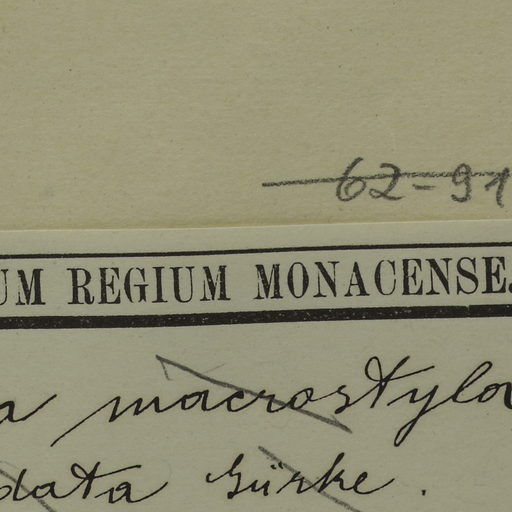 62-91
UM REGIUM MONACENSE.
a macrostylo
data Gürke.